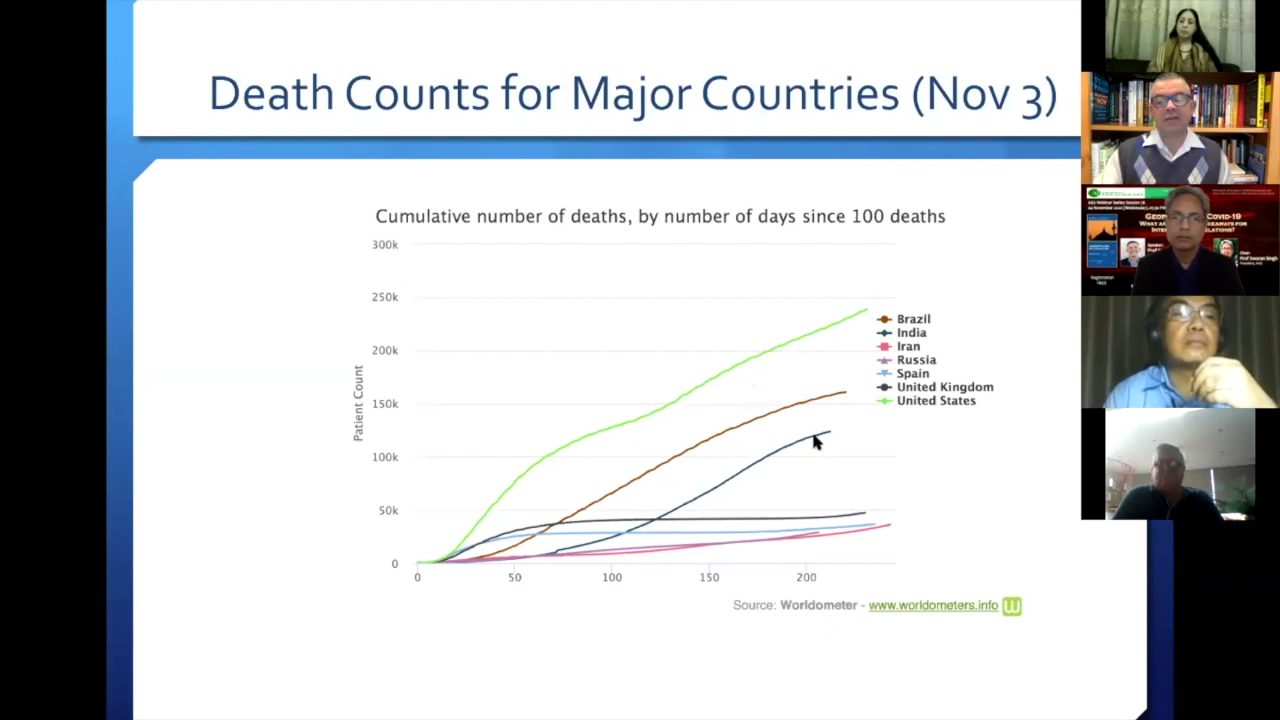 Death Counts for Major Countries (Nov 3)
Cumulative number of deaths, by number of days since 100 deaths
300k
250k
200k
150k
100k
50k
0
Patient Count
0
50
100
150
200
Brazil
India
Iran
Russia
Spain
United Kingdom
United States
Source: Worldometer - www.worldometers.info W